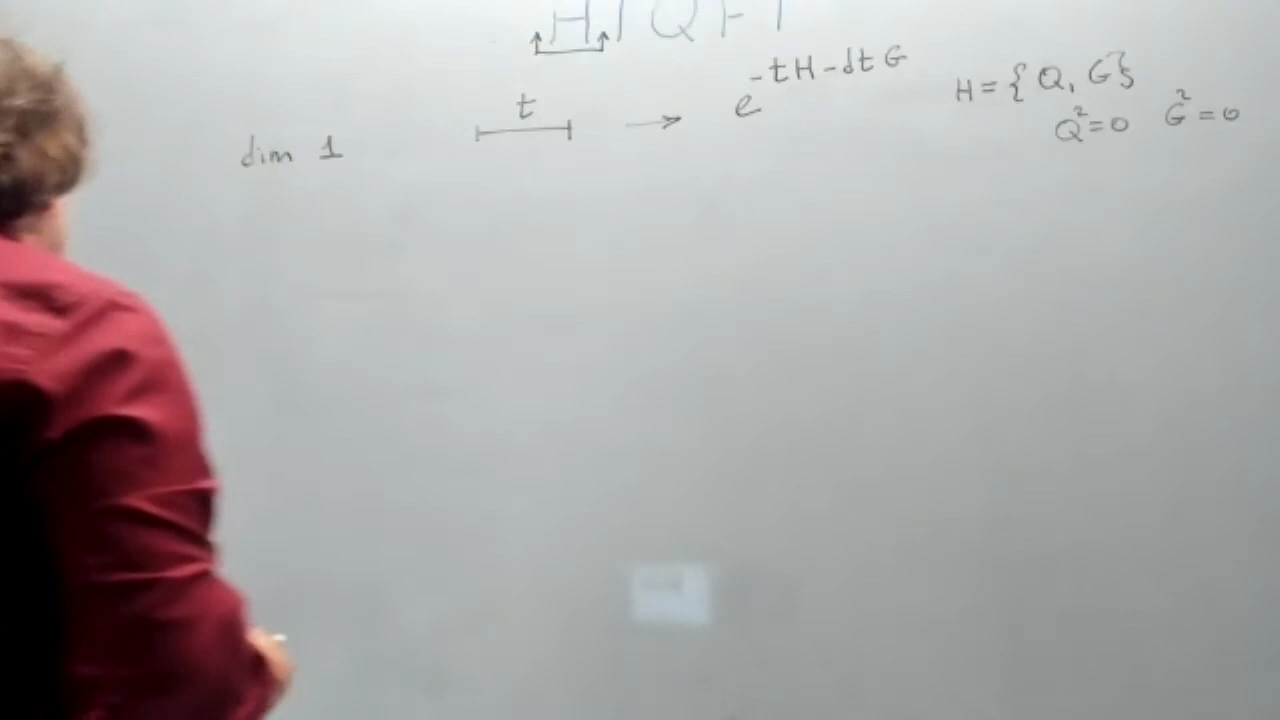 HTQFT
dim 1 t → e^{-tH-dtG} H={Q,G}
Q²=0 G²=0